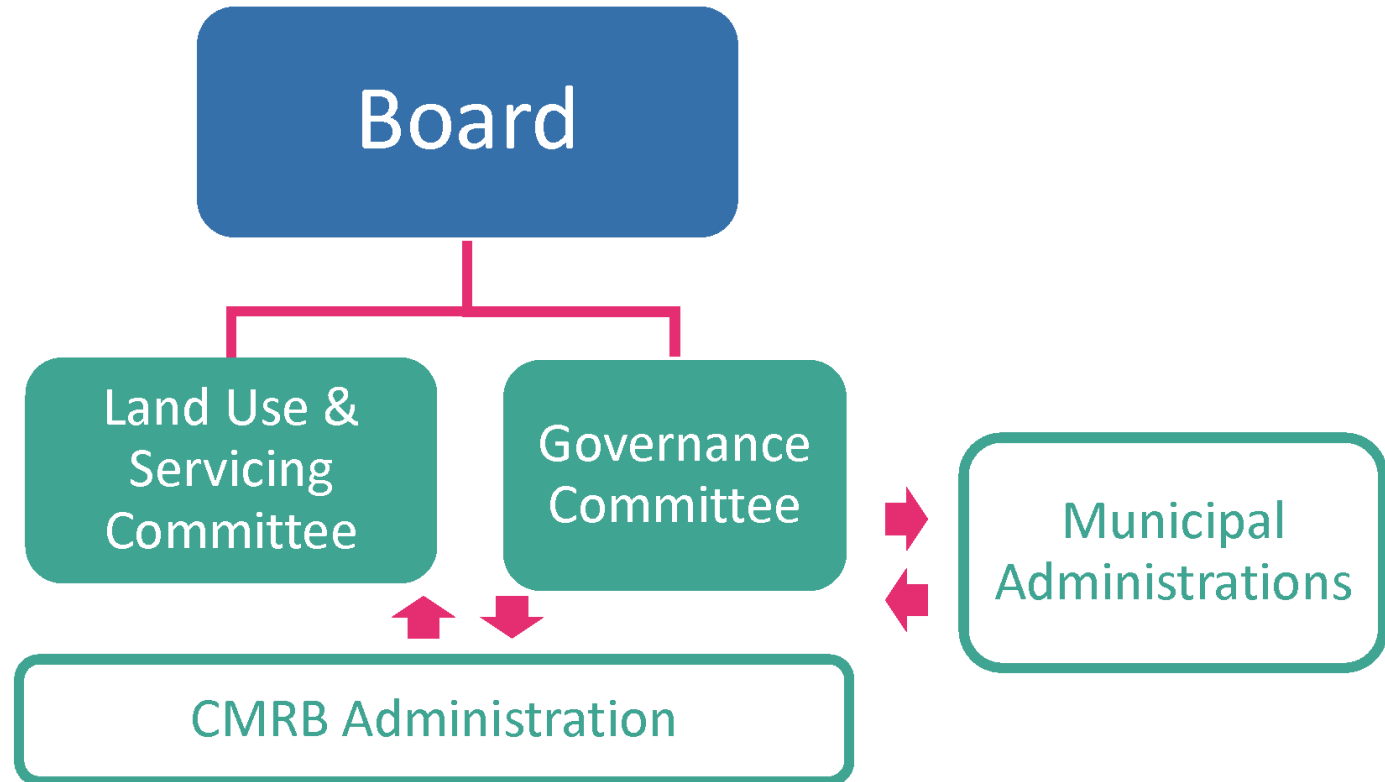 Board
Land Use &
Servicing
Committee
Governance
Committee
Municipal
Administrations
CMRB Administration